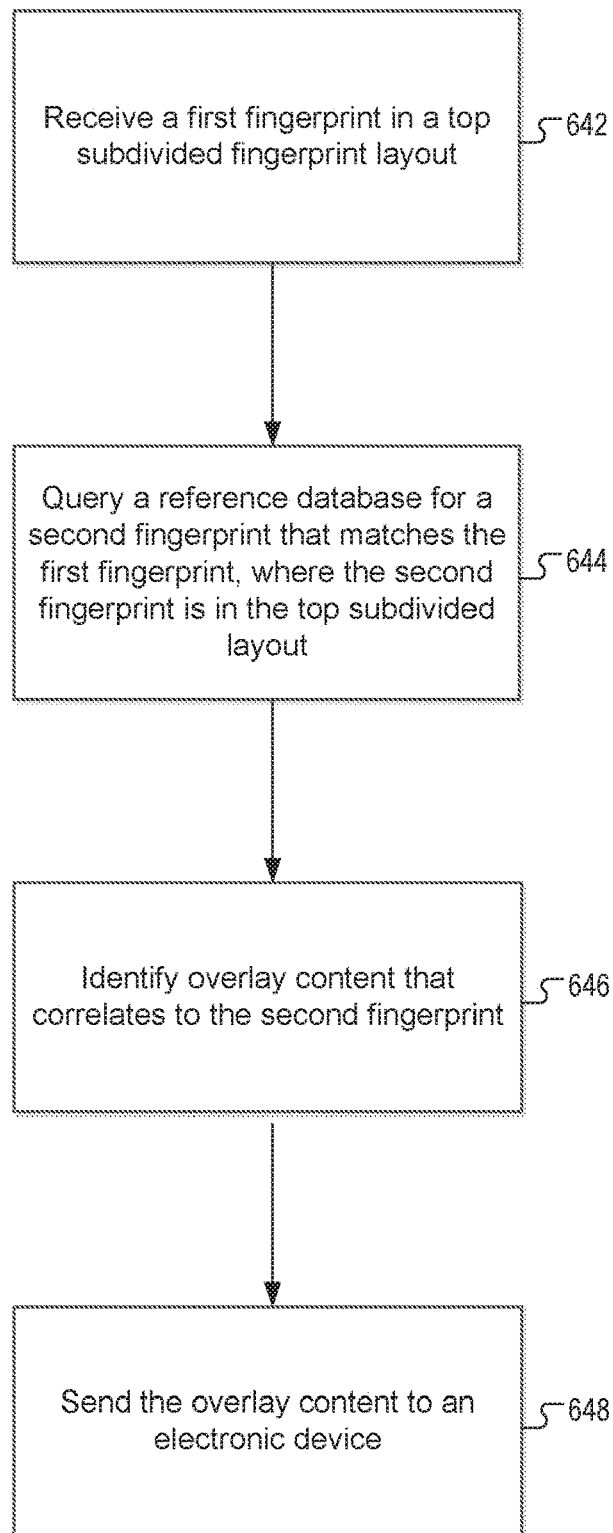 Receive a first fingerprint in a top
subdivided fingerprint layout
642
Query a reference database for a
second fingerprint that matches the
first fingerprint, where the second
fingerprint is in the top subdivided
layout
644
Identify overlay content that
correlates to the second fingerprint
646
Send the overlay content to an
electronic device
648